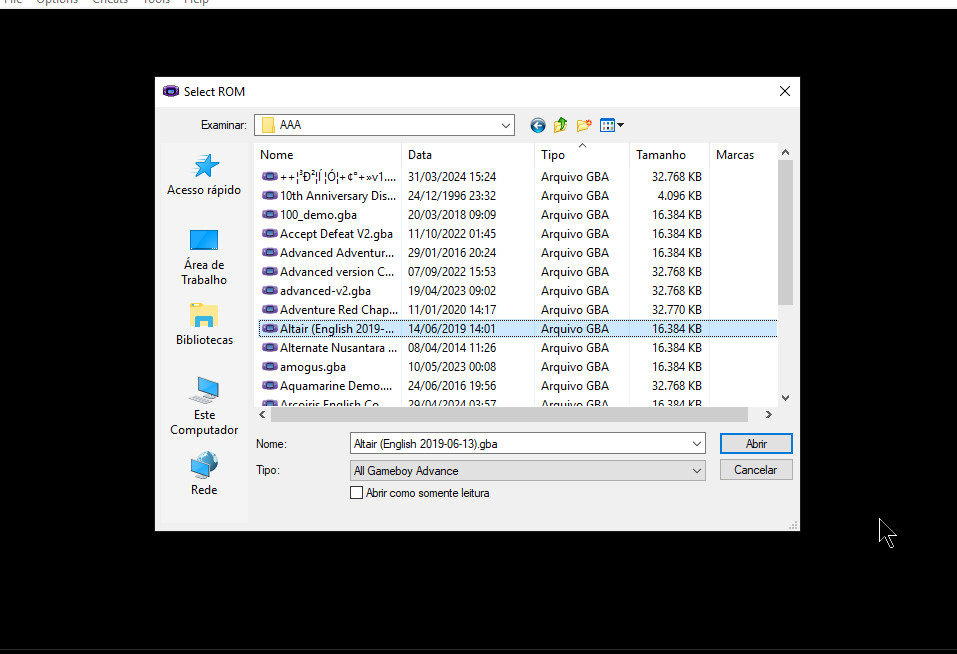 File Options Cheats Tools Help
Select ROM
Examinar: AAA
Nome Data Tipo Tamanho Marcas
31/03/2024 15:24 Arquivo GBA 32.768 KB
10th Anniversary Dis... 24/12/1996 23:32 Arquivo GBA 4.096 KB
100_demo.gba 20/03/2018 09:09 Arquivo GBA 16.384 KB
Accept Defeat V2.gba 11/10/2022 01:45 Arquivo GBA 16.384 KB
Advanced Adventur... 29/01/2016 20:24 Arquivo GBA 16.384 KB
Advanced version C... 07/09/2022 15:53 Arquivo GBA 32.768 KB
advanced-v2.gba 19/04/2023 09:02 Arquivo GBA 32.768 KB
Adventure Red Chap... 11/01/2020 14:17 Arquivo GBA 32.770 KB
Altair (English 2019-... 14/06/2019 14:01 Arquivo GBA 16.384 KB
Alternate Nusantara ... 08/04/2014 11:26 Arquivo GBA 16.384 KB
amogus.gba 10/05/2023 00:08 Arquivo GBA 16.384 KB
Aquamarine Demo.... 24/06/2016 19:56 Arquivo GBA 32.768 KB
Arcoiris English Co... 29/04/2024 03:57 Arquivo GBA 16.384 KB
Acesso rápido
Área de
Trabalho
Bibliotecas
Este
Computador
Rede
Nome: Altair (English 2019-06-13).gba Abrir
Tipo: All Gameboy Advance Cancelar
Abrir como somente leitura